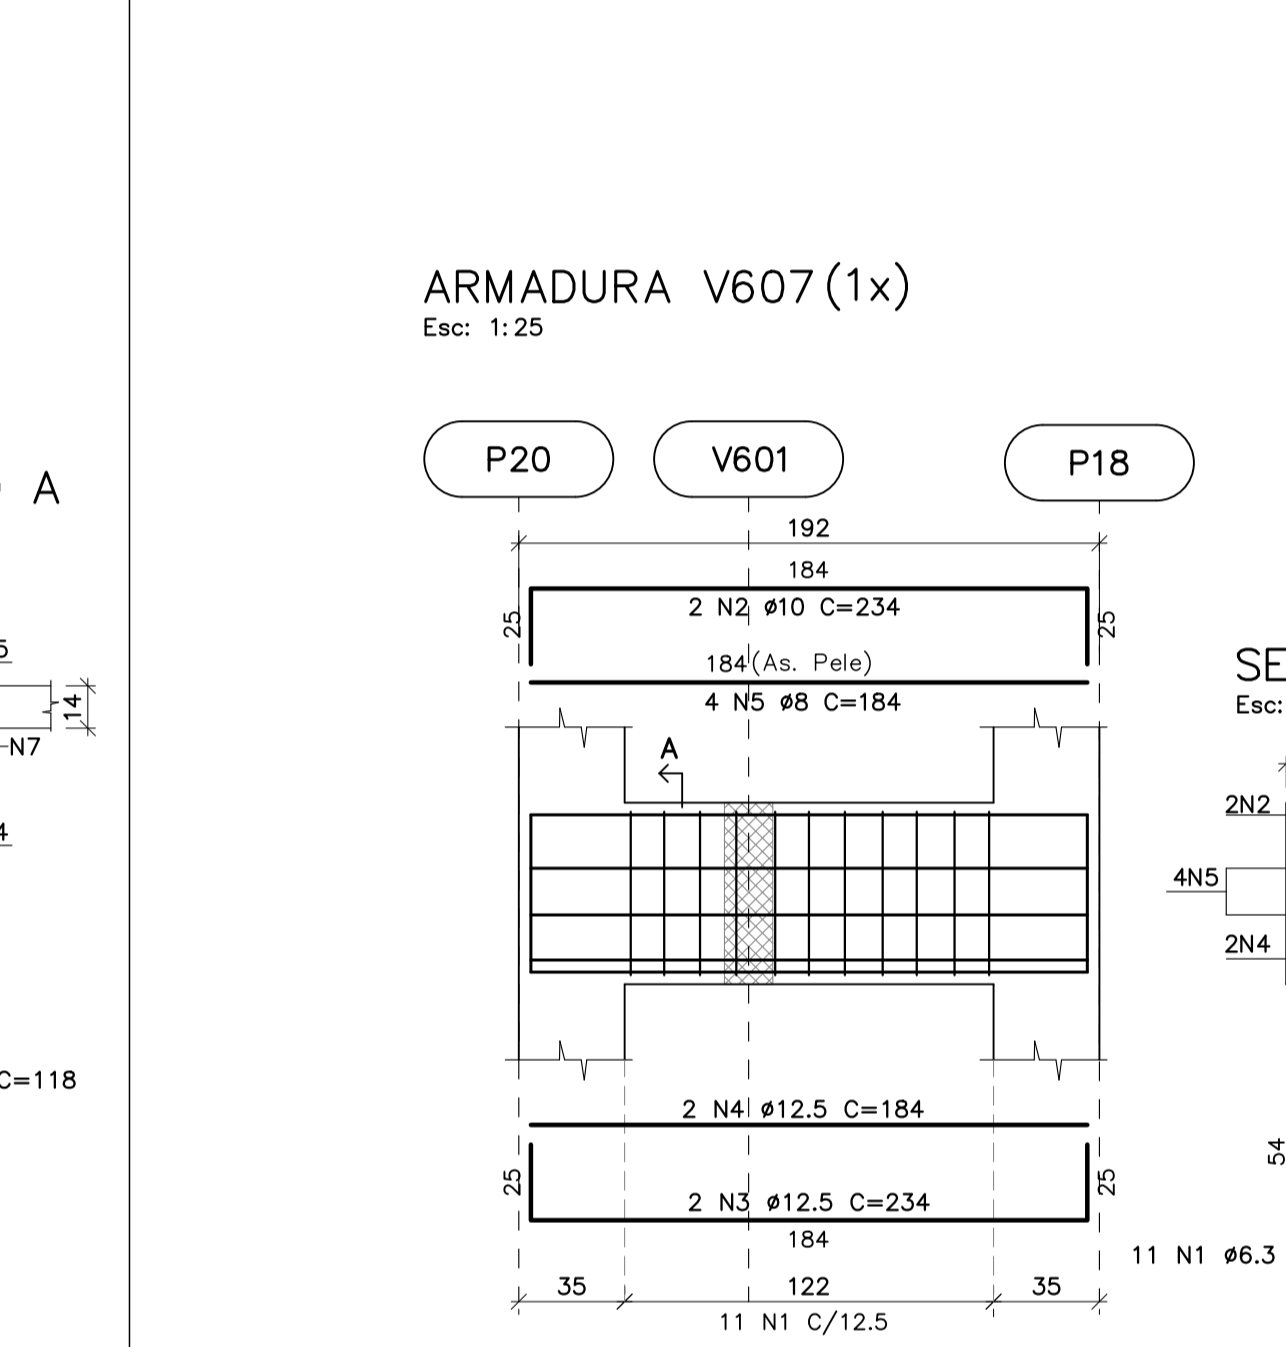 ARMADURA V607(1x)
Esc: 1:25
P20
V601
P18
192
184
2 N2 ø10 C=234
25
25
184(As. Pele)
4 N5 ø8 C=184
A
A
14
N7
C=118
2N2
4N5
2N4
Esc:
2 N4 ø12.5 C=184
25
25
2 N3 ø12.5 C=234
184
54
11 N1 ø6.3
35
122
35
11 N1 C/12.5